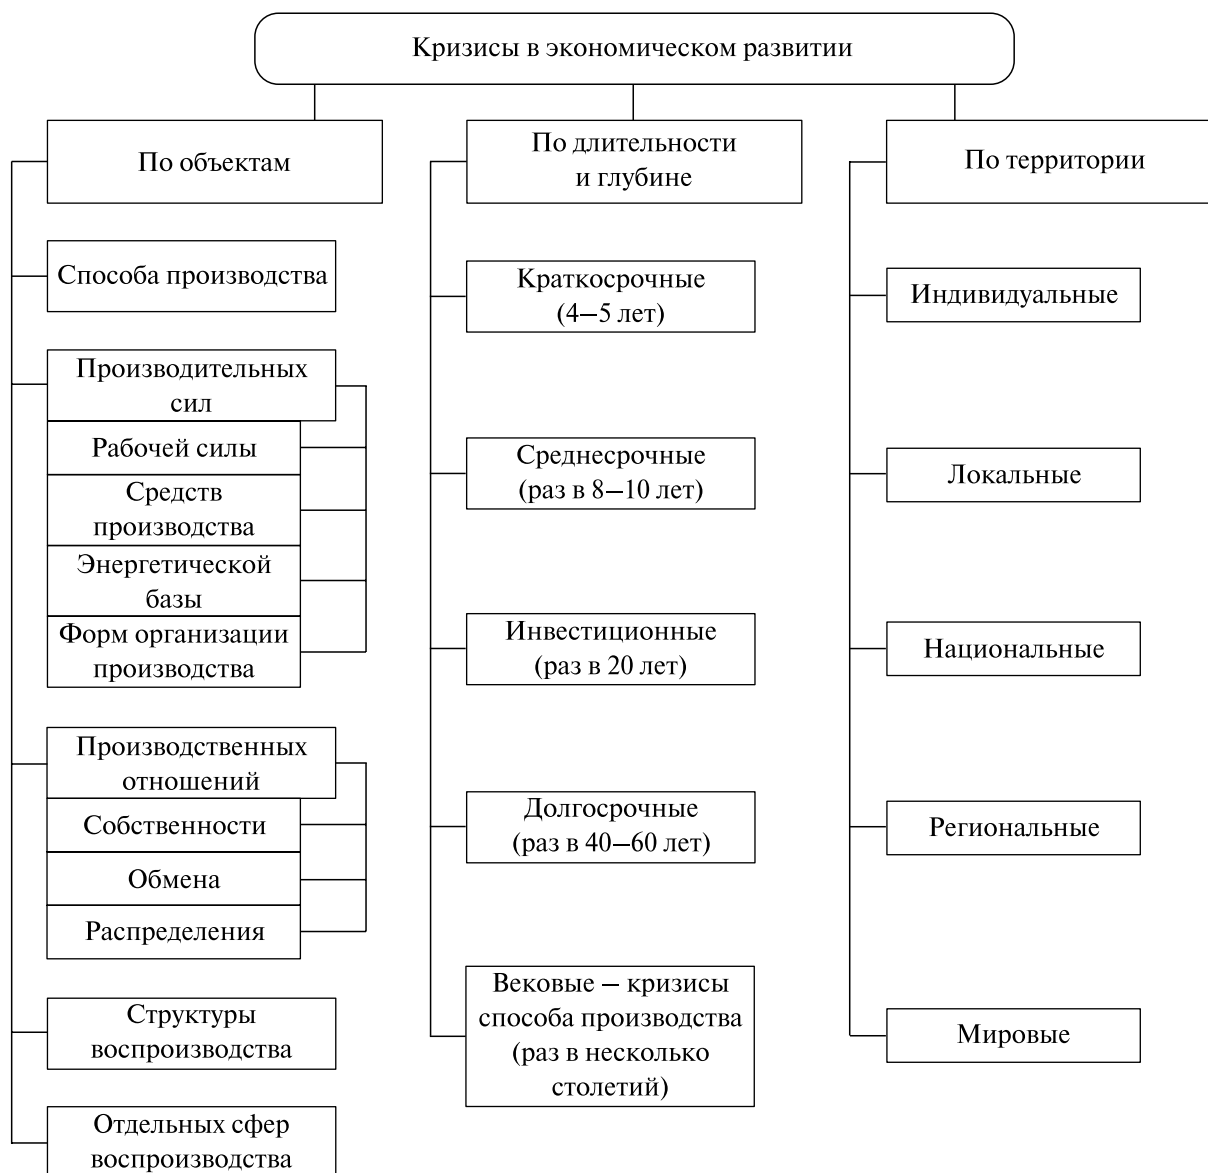 Кризисы в экономическом развитии
По объектам
Способа производства
Производительных
сил
Рабочей силы
Средств
производства
Энергетической
базы
Форм организации
производства
Производственных
отношений
Собственности
Обмена
Распределения
Структуры
воспроизводства
Отдельных сфер
воспроизводства
По длительности
и глубине
Краткосрочные
(4–5 лет)
Среднесрочные
(раз в 8–10 лет)
Инвестиционные
(раз в 20 лет)
Долгосрочные
(раз в 40–60 лет)
Вековые – кризисы
способа производства
(раз в несколько
столетий)
По территории
Индивидуальные
Локальные
Национальные
Региональные
Мировые